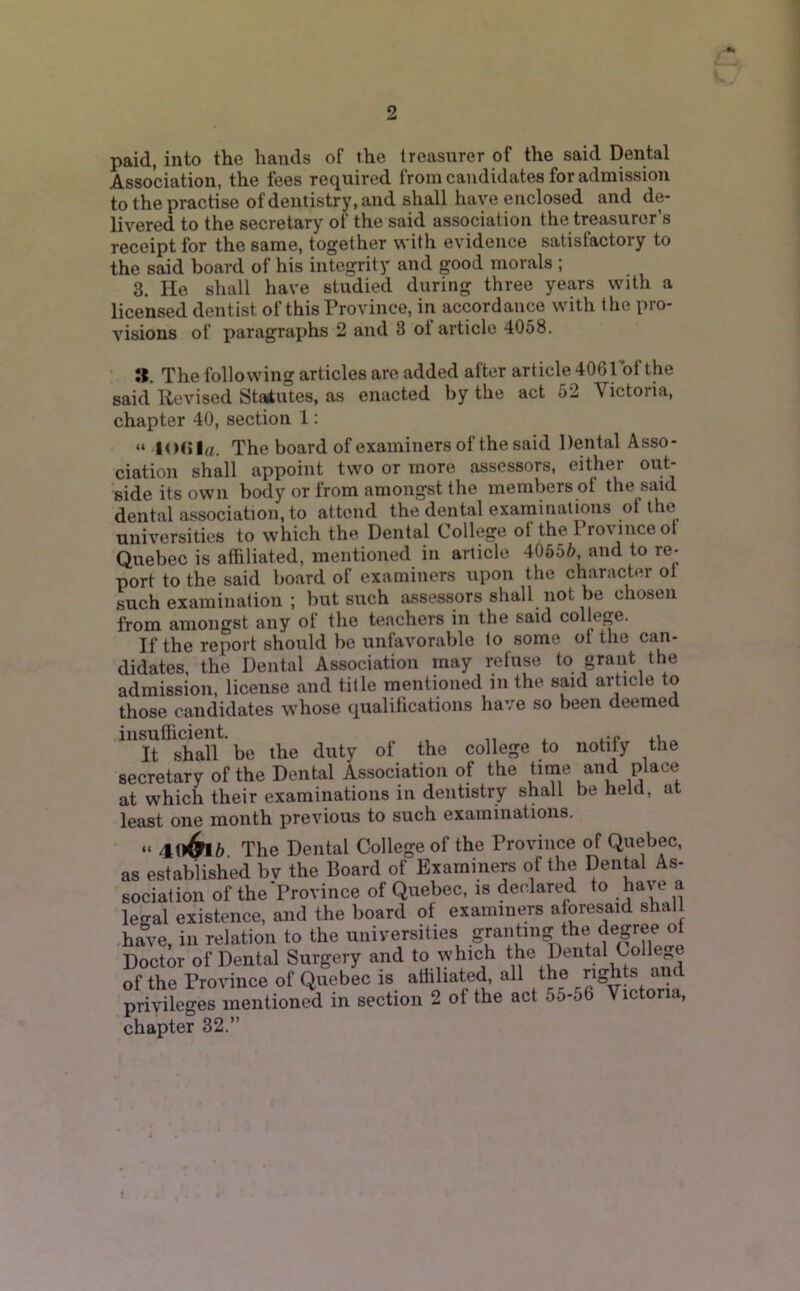 2
paid, into the hands of the treasurer of the said Dental
Association, the fees required from candidates for admission
to the practise of dentistry, and shall have enclosed and de-
livered to the secretary of the said association the treasurer's
receipt for the same, together with evidence satisfactory to
the said board of his integrity and good morals ;
3. He shall have studied during three years with a
licensed dentist of this Province, in accordance with the pro-
visions of paragraphs 2 and 3 of article 4058.
3. The following articles are added after article 4061 of the
said Revised Statutes, as enacted by the act 52 Victoria,
chapter 40, section 1 :
" 4061a. The board of examiners of the said Dental Asso-
ciation shall appoint two or more assessors, either out-
side its own body or from amongst the members of the said
dental association, to attend the dental examinations of the
universities to which the Dental College of the Province of
Quebec is affiliated, mentioned in article 4055b, and to re-
port to the said board of examiners upon the character of
such examination ; but such assessors shall not be chosen
from amongst any of the teachers in the said college.
If the report should be unfavorable to some of the can-
didates, the Dental Association may refuse to grant the
admission, license and title mentioned in the said article to
those candidates whose qualifications have so been deemed
insufficient.
It shall be the duty of the college to notify the
secretary of the Dental Association of the time and place
at which their examinations in dentistry shall be held, at
least one month previous to such examinations.
" 4061b. The Dental College of the Province of Quebec,
as established by the Board of Examiners of the Dental As-
sociation of the Province of Quebec, is declared to have a
legal existence, and the board of examiners aforesaid shall
have, in relation to the universities granting the degree of
Doctor of Dental Surgery and to which the Dental College
of the Province of Quebec is affiliated, all the rights and
privileges mentioned in section 2 of the act 55-56 Victoria,
chapter 32."